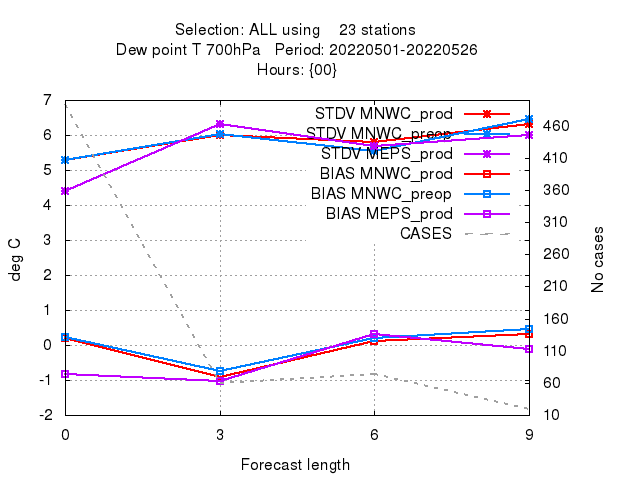 Selection: ALL using    23 stations
Dew point T 700hPa   Period: 20220501-20220526
Hours: {00}
7
6
5
4
3
2
1
0
-1
-2
deg C
STDV MNWC_prod
STDV MNWC_preop
STDV MEPS_prod
BIAS MNWC_prod
BIAS MNWC_preop
BIAS MEPS_prod
CASES
460
410
360
310
260
210
160
110
60
10
No cases
0 3 6 9
Forecast length